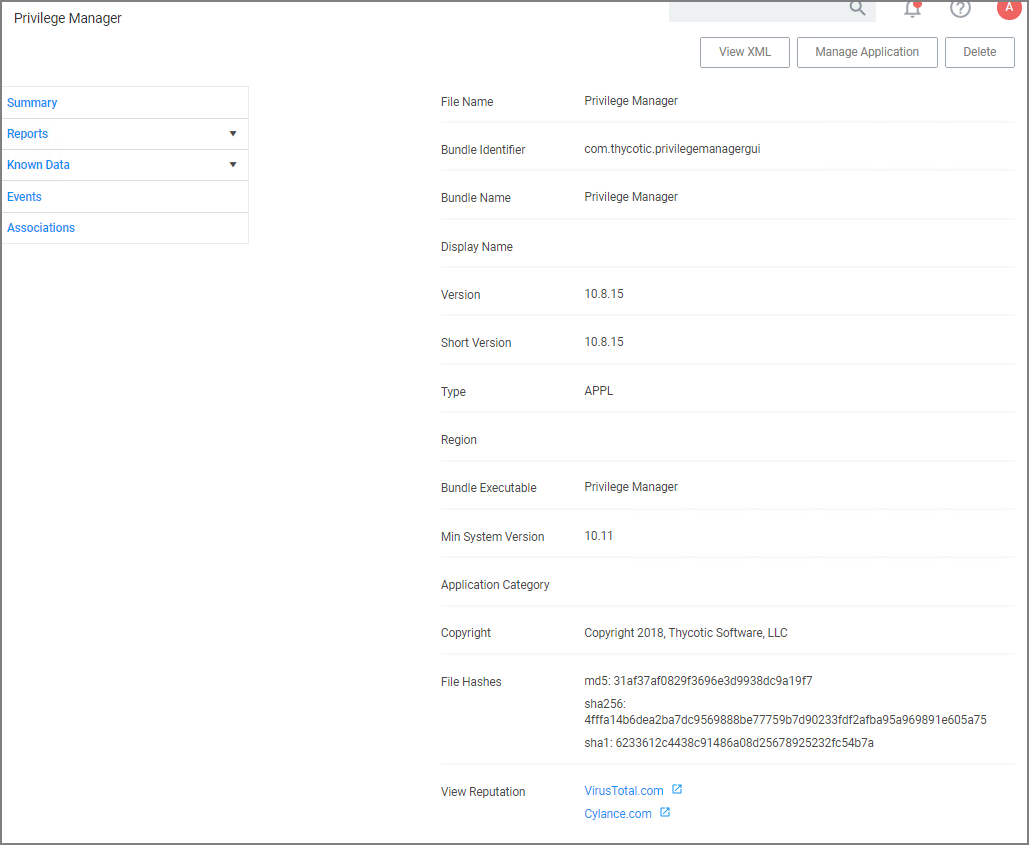 Privilege Manager
A
View XML Manage Application Delete
Summary
Reports
Known Data
Events
Associations
File Name Privilege Manager
Bundle Identifier com.thycotic.privilegemanagergui
Bundle Name Privilege Manager
Display Name
Version 10.8.15
Short Version 10.8.15
Type APPL
Region
Bundle Executable Privilege Manager
Min System Version 10.11
Application Category
Copyright Copyright 2018, Thycotic Software, LLC
File Hashes md5: 31af37af0829f3696e3d9938dc9a19f7
sha256:
4fffa14b6dea2ba7dc9569888be77759b7d90233fdf2afba95a969891e605a75
sha1: 6233612c4438c91486a08d25678925232fc54b7a
View Reputation VirusTotal.com
Cylance.com